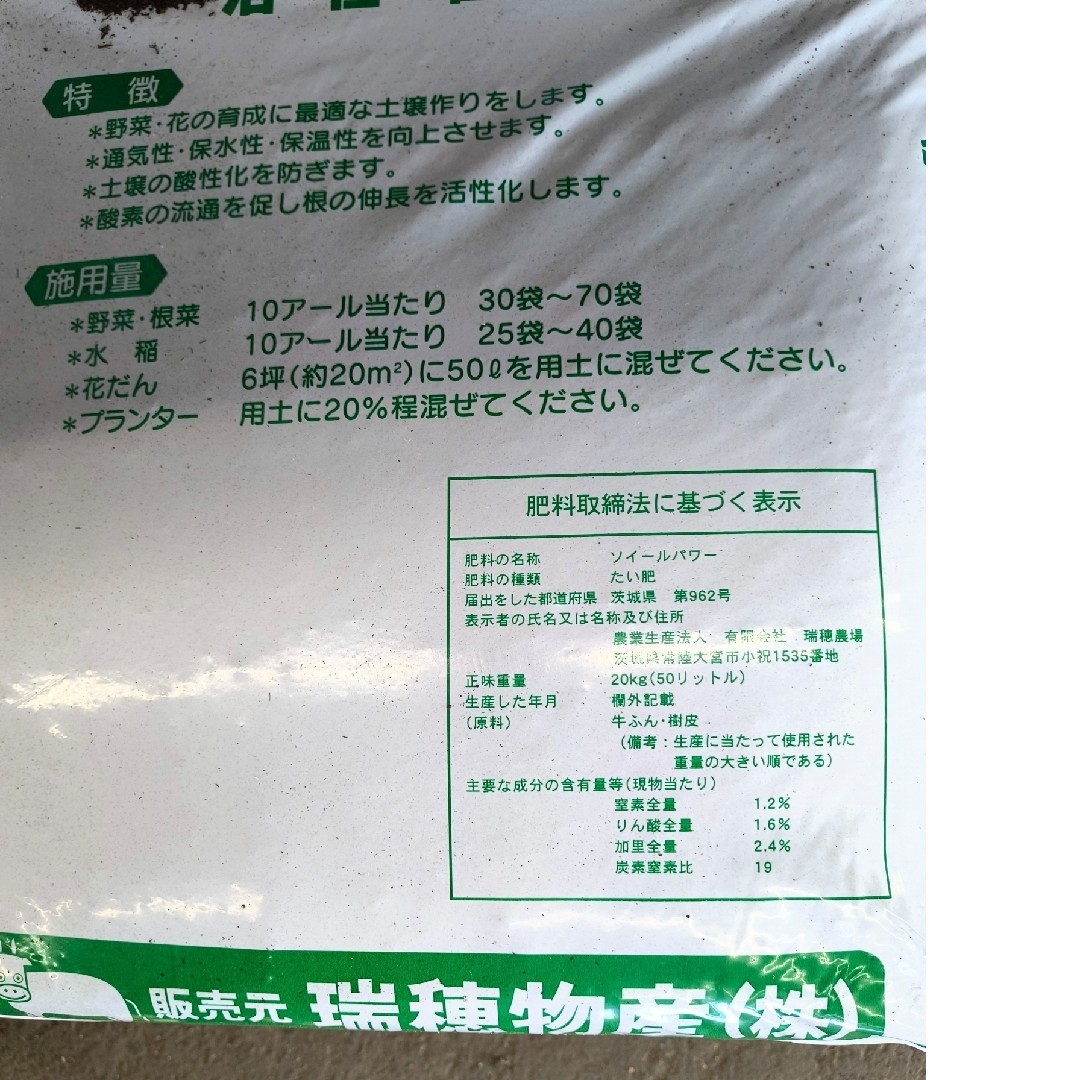 特徴
＊野菜・花の育成に最適な土壌作りをします。
＊通気性・保水性・保温性を向上させます。
＊土壌の酸性化を防ぎます。
＊酸素の流通を促し根の伸長を活性化します。
施用量
＊野菜・根菜 10アール当たり 30袋～70袋
＊水稲 10アール当たり 25袋～40袋
＊花だん 6坪(約20m²)に50ℓを用土に混ぜてください。
＊プランター 用土に20%程混ぜてください。
肥料取締法に基づく表示
肥料の名称 ソイールパワー
肥料の種類 たい肥
届出をした都道府県 茨城県 第962号
表示者の氏名又は名称及び住所
農業生産法人 有限会社 瑞穂農場
茨城県常陸大宮市小祝1535番地
正味重量 20kg(50リットル)
生産した年月 欄外記載
(原料) 牛ふん・樹皮
(備考：生産に当たって使用された
重量の大きい順である)
主要な成分の含有量等(現物当たり)
窒素全量 1.2%
りん酸全量 1.6%
加里全量 2.4%
炭素窒素比 19
販売元 瑞穂物産(株)